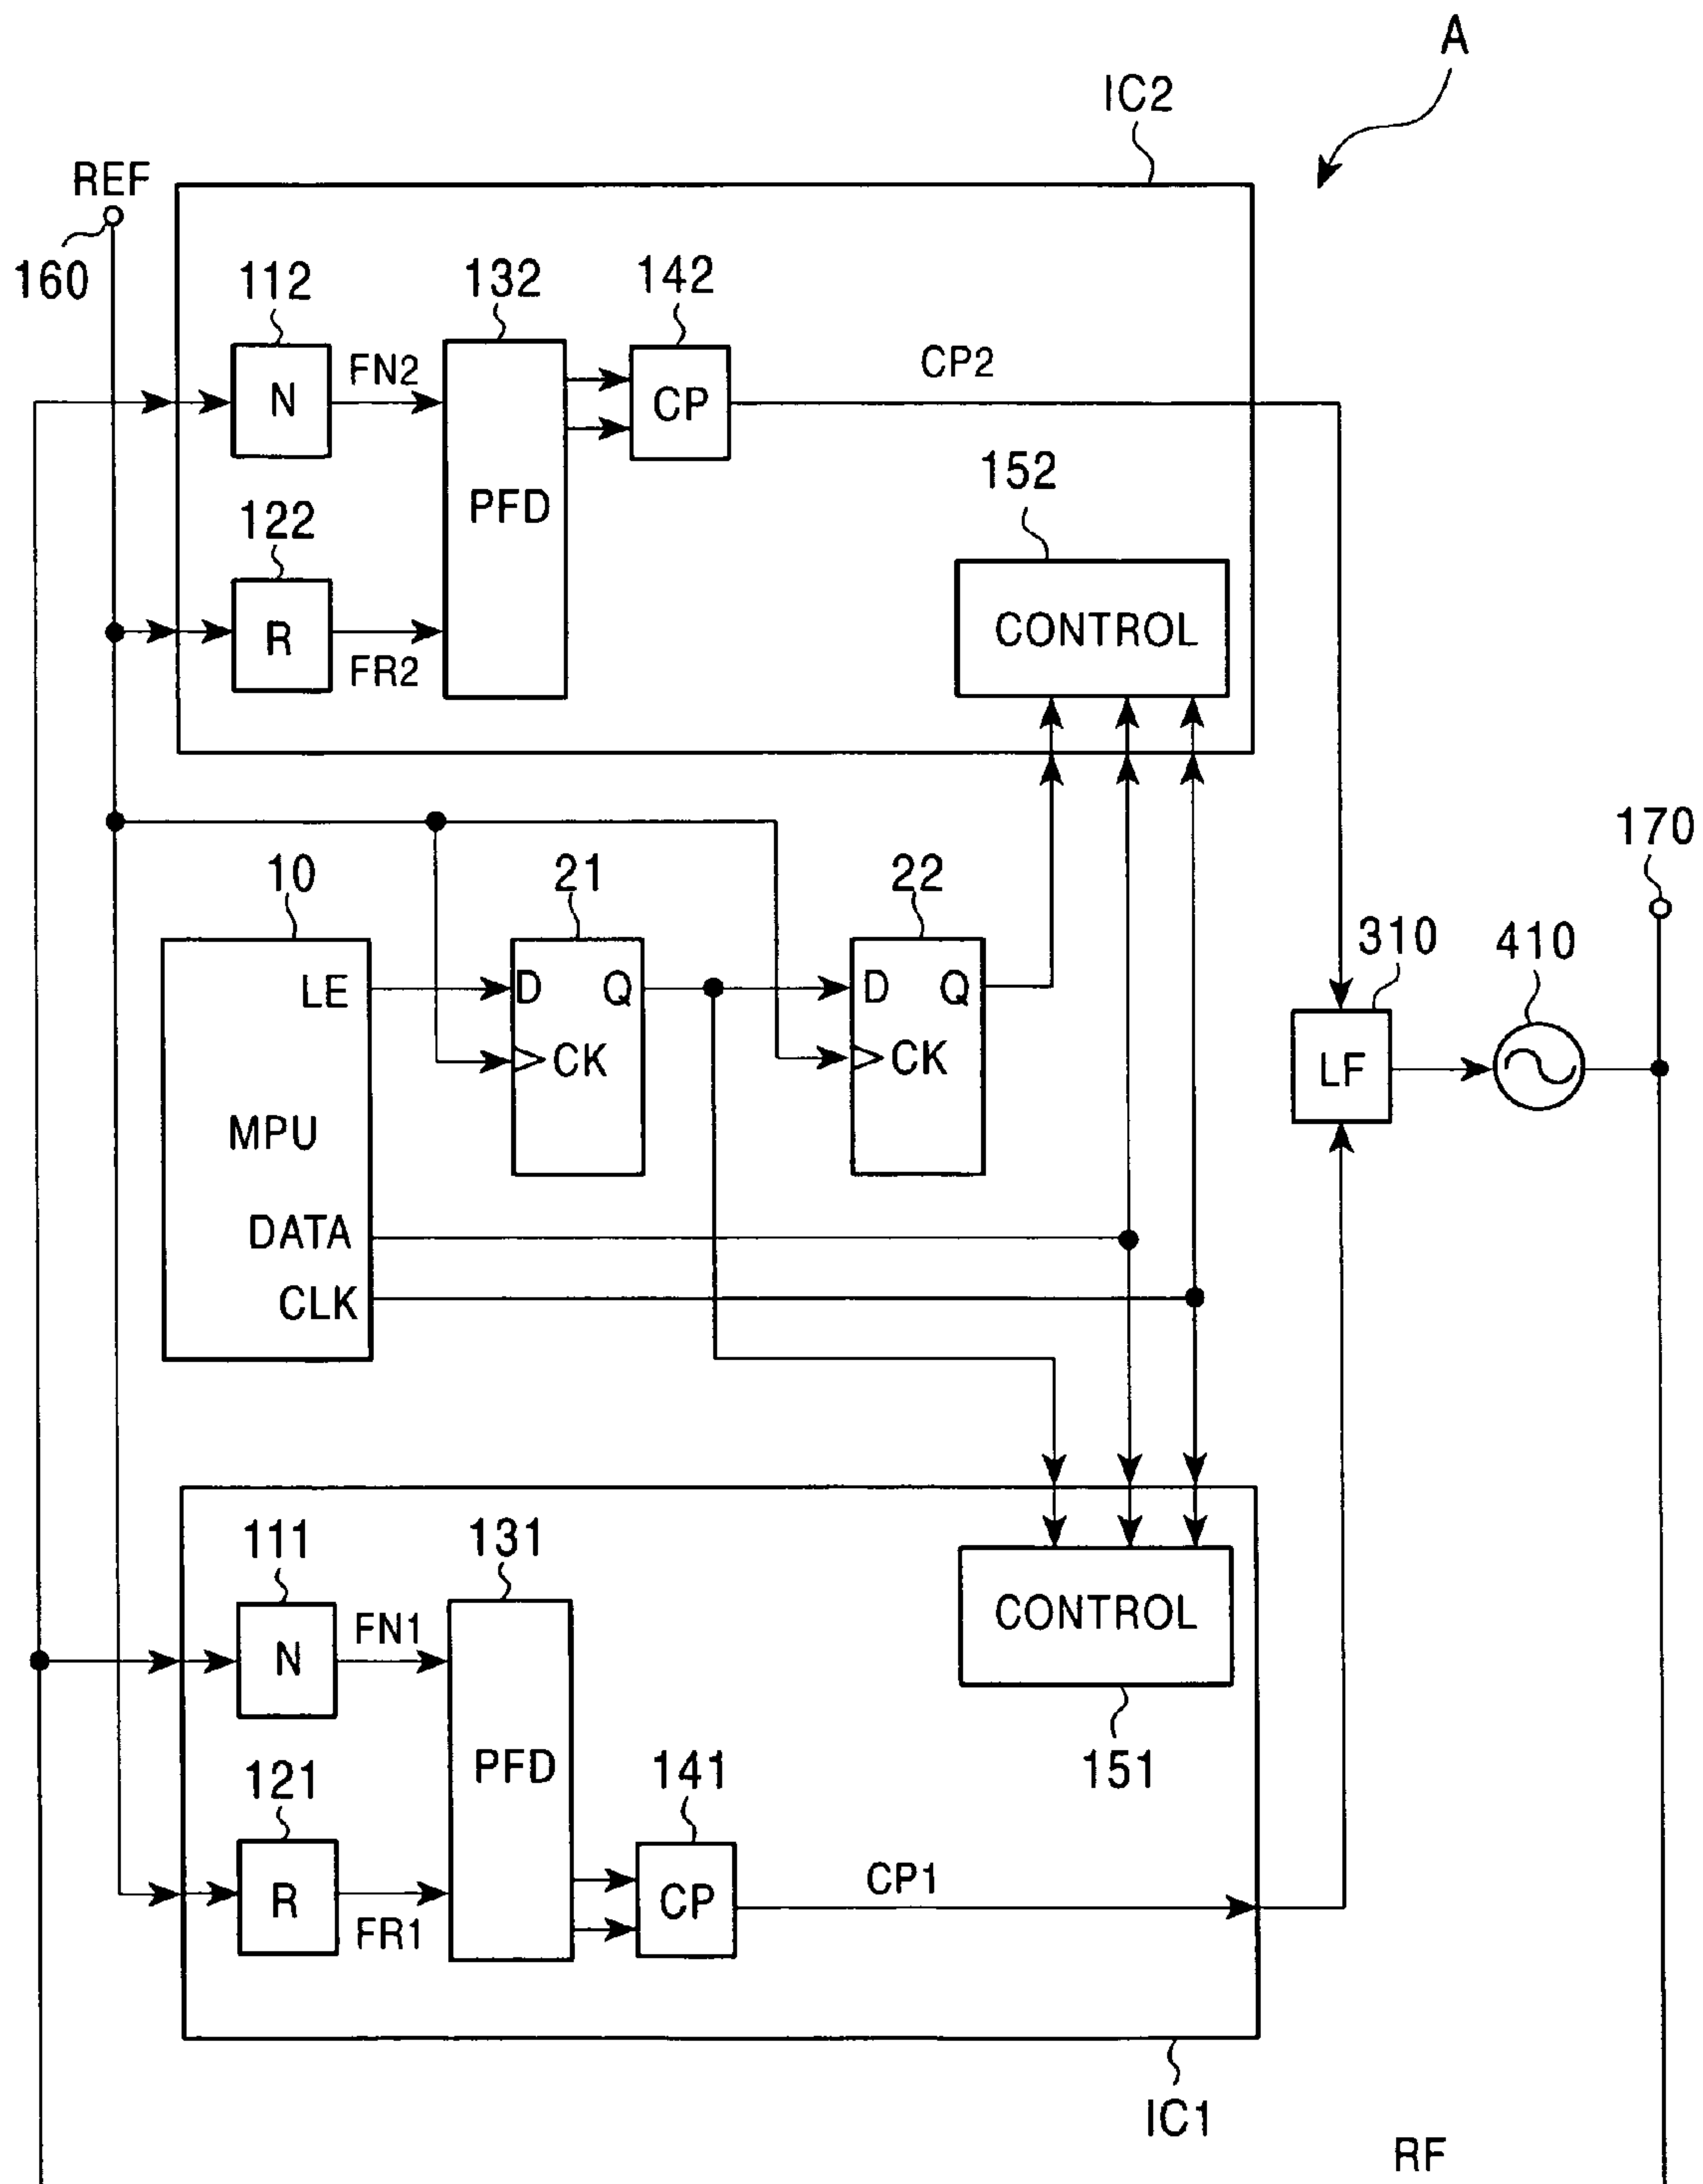 A
IC2
REF
160
112
132
142
FN2
CP2
N
CP
152
PFD
122
R
CONTROL
FR2
170
10
21
22
310
410
LE
D
Q
D
Q
CK
CK
LF
MPU
DATA
CLK
111
131
FN1
CONTROL
N
PFD
151
121
141
CP1
R
CP
FR1
IC1
RF